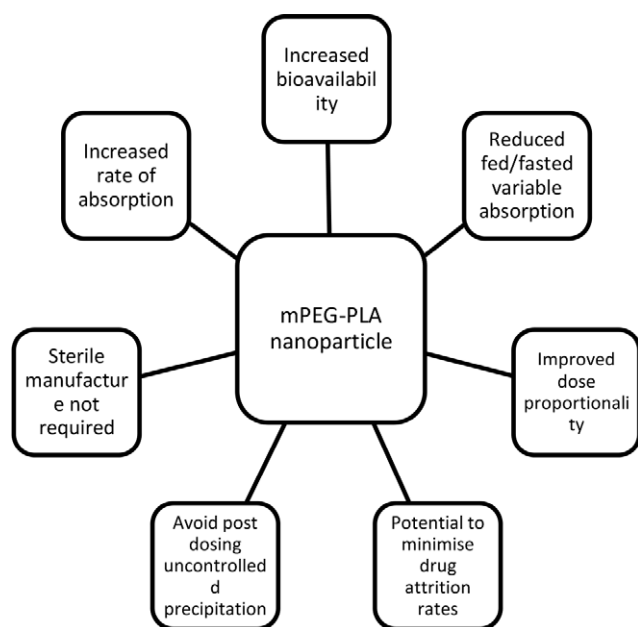 Increased
bioavailabil
ity
Reduced
fed/fasted
variable
absorption
Increased
rate of
absorption
mPEG-PLA
nanoparticle
Improved
dose
proportionali
ty
Sterile
manufactur
e not
required
Potential to
minimise
drug
attrition
rates
Avoid post
dosing
uncontrolle
d
precipitation